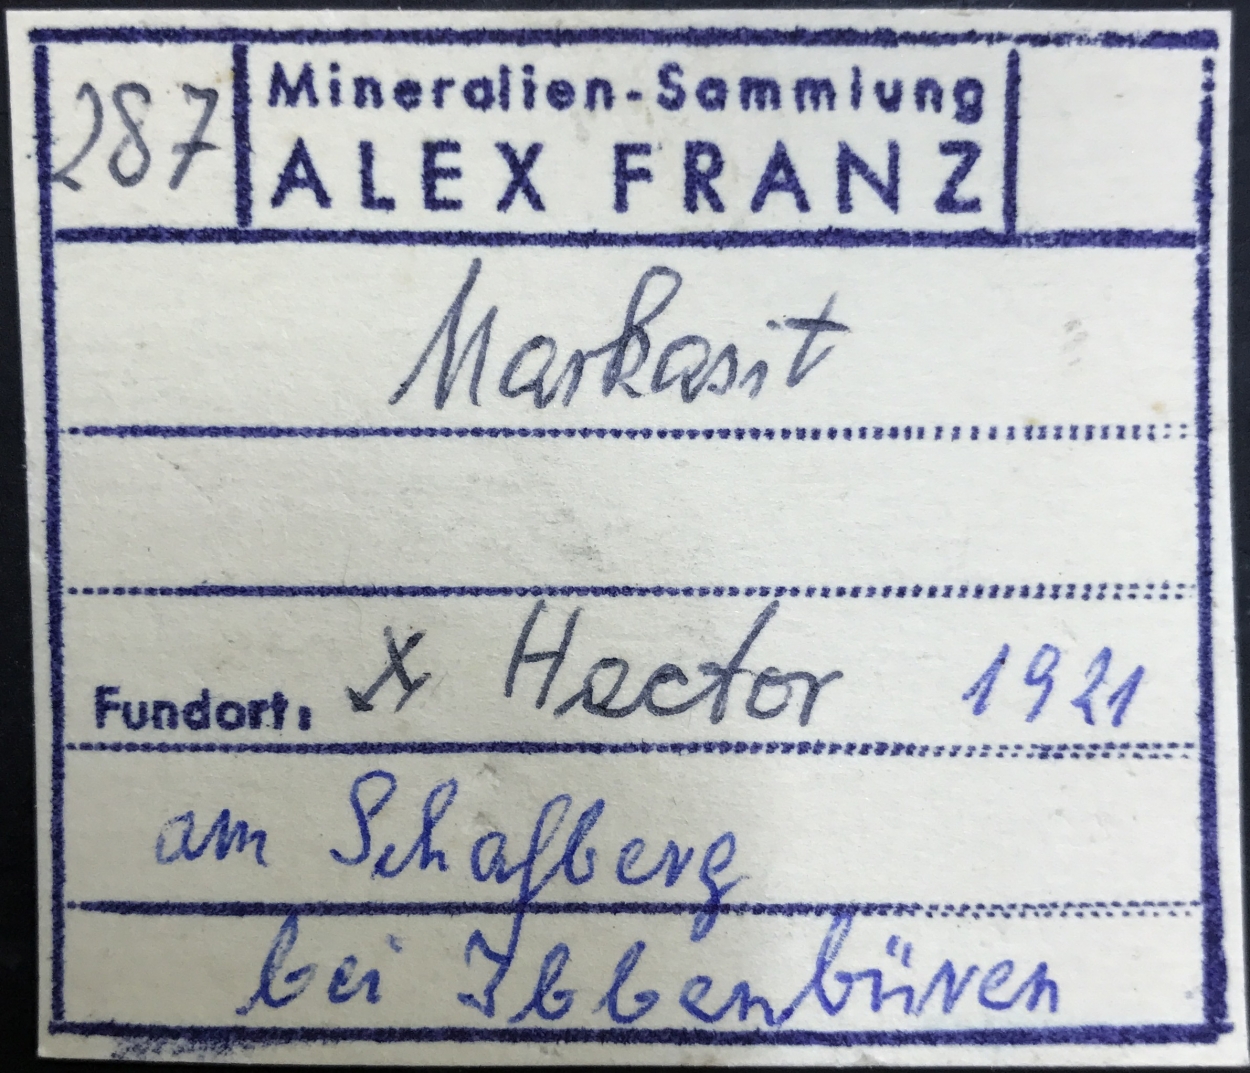 287
Mineralien-Sammlung
ALEX FRANZ
Markasit
Fundort: Hector 1921
am Schafberg
bei Ibbenbüren